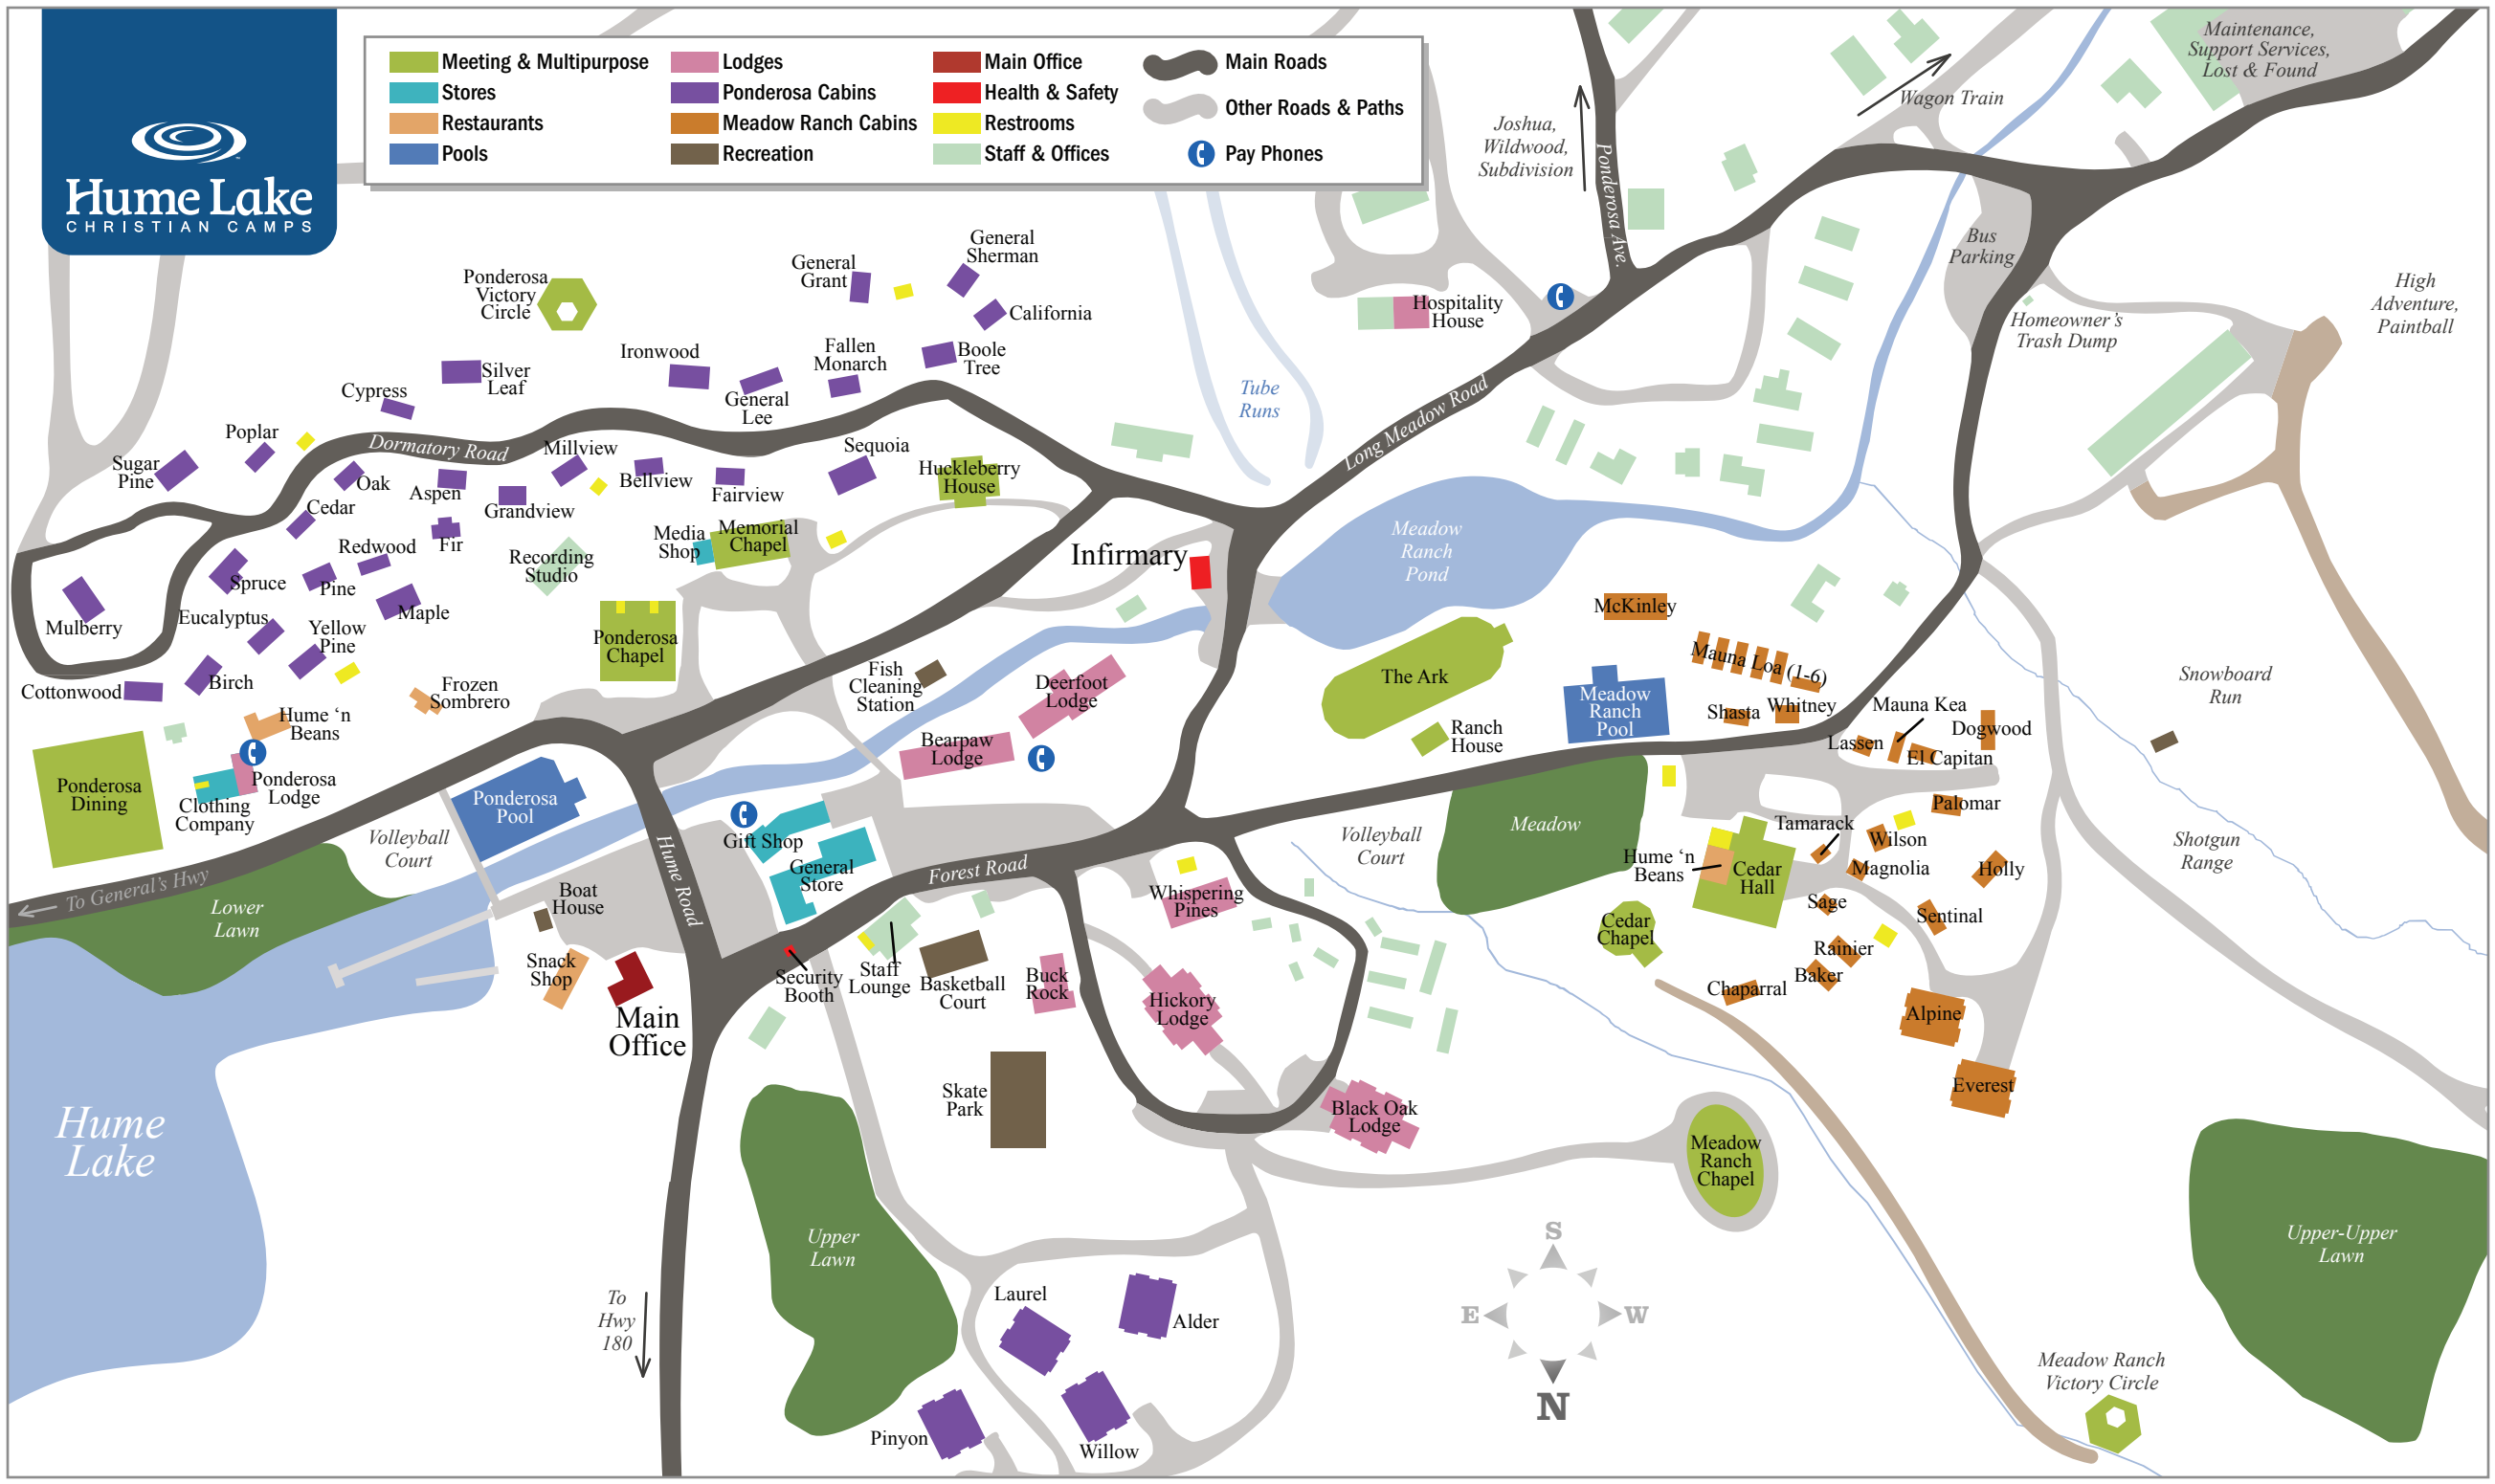 Hume Lake
CHRISTIAN CAMPS
Meeting & Multipurpose
Stores
Restaurants
Pools
Lodges
Ponderosa Cabins
Meadow Ranch Cabins
Recreation
Main Office
Health & Safety
Restrooms
Staff & Offices
Main Roads
Other Roads & Paths
Pay Phones
Joshua,
Wildwood,
Subdivision
Ponderosa Ave.
Wagon Train
Maintenance,
Support Services,
Lost & Found
Bus
Parking
Homeowner's
Trash Dump
High
Adventure,
Paintball
Ponderosa
Victory
Circle
General
Grant
General
Sherman
California
Hospitality
House
Silver
Leaf
Cypress
Ironwood
General
Lee
Fallen
Monarch
Boole
Tree
Tube
Runs
Long Meadow Road
Poplar
Sugar
Pine
Dormatory Road
Oak
Cedar
Aspen
Grandview
Millview
Bellview
Fairview
Sequoia
Huckleberry
House
Fir
Redwood
Recording
Studio
Media
Shop
Memorial
Chapel
Infirmary
Meadow
Ranch
Pond
Mulberry
Spruce
Pine
Maple
Eucalyptus
Yellow
Pine
Birch
Cottonwood
Ponderosa
Chapel
Frozen
Sombrero
Hume ‘n
Beans
Ponderosa
Lodge
Clothing
Company
Ponderosa
Dining
Fish
Cleaning
Station
Deerfoot
Lodge
Bearpaw
Lodge
The Ark
Ranch
House
McKinley
Mauna Loa (1-6)
Meadow
Ranch
Pool
Shasta
Whitney
Mauna Kea
Lassen
El Capitan
Dogwood
Snowboard
Run
Ponderosa
Pool
Volleyball
Court
Gift Shop
General
Store
Hume Road
Forest Road
To General's Hwy
Lower
Lawn
Boat
House
Snack
Shop
Main
Office
Security
Booth
Staff
Lounge
Basketball
Court
Buck
Rock
Whispering
Pines
Hickory
Lodge
Volleyball
Court
Meadow
Hume ‘n
Beans
Cedar
Hall
Cedar
Chapel
Tamarack
Palomar
Wilson
Magnolia
Holly
Sage
Sentinal
Rainier
Baker
Chaparral
Alpine
Everest
Shotgun
Range
Skate
Park
Black Oak
Lodge
Meadow
Ranch
Chapel
Hume
Lake
Upper
Lawn
Upper-Upper
Lawn
To
Hwy
180
Laurel
Alder
Pinyon
Willow
S
E
W
N
Meadow Ranch
Victory Circle